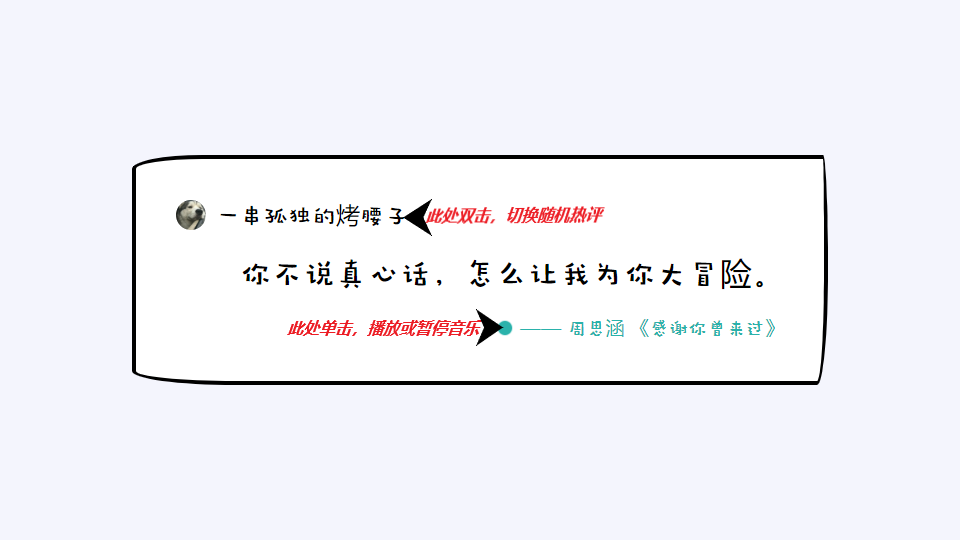 一串孤独的烤腰子 此处双击，切换随机热评
你不说真心话，怎么让我为你大冒险。
此处单击，播放或暂停音乐 —— 周思涵《感谢你曾来过》